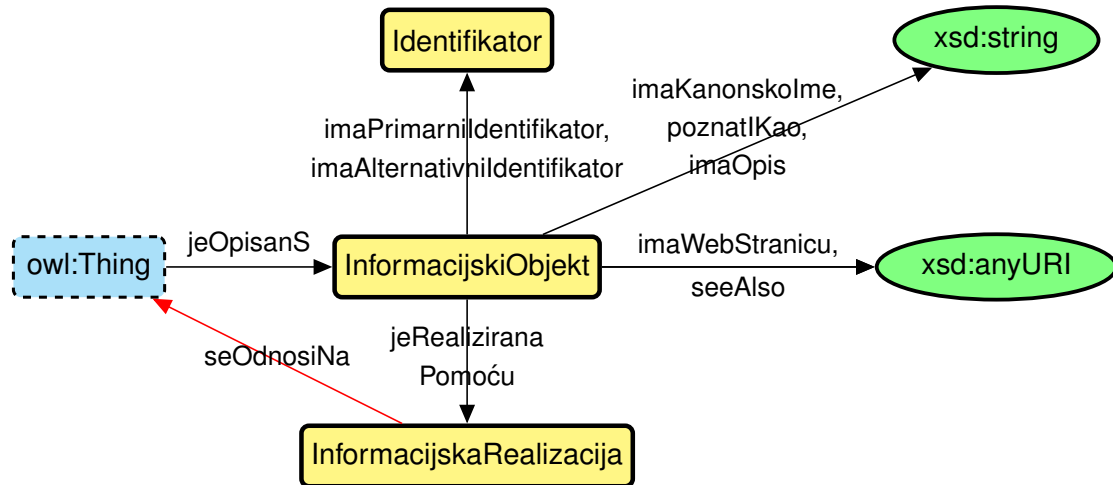 Identifikator
xsd:string
imaKanonskoIme,
poznatIKao,
imaOpis
imaPrimarniIdentifikator,
imaAlternativniIdentifikator
owl:Thing
jeOpisanS
InformacijskiObjekt
imaWebStranicu,
seeAlso
xsd:anyURI
seOdnosiNa
jeRealizirana
Pomoću
InformacijskaRealizacija